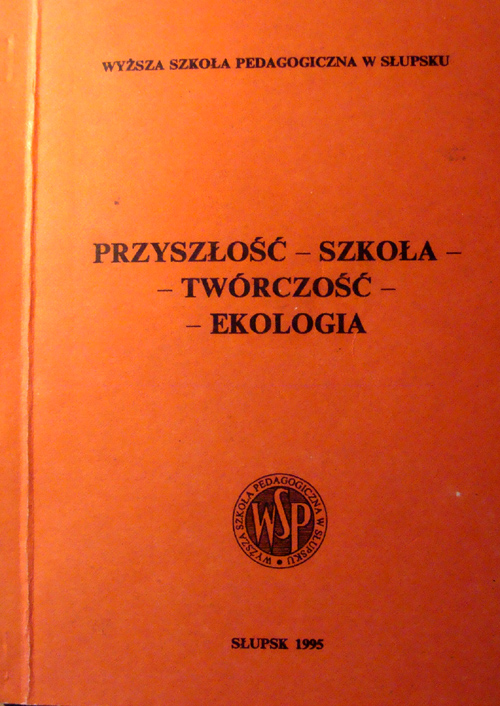 WYŻSZA SZKOŁA PEDAGOGICZNA W SŁUPSKU
PRZYSZŁOŚĆ – SZKOŁA –
– TWÓRCZOŚĆ –
– EKOLOGIA
WYŻSZA SZKOŁA PEDAGOGICZNA W SŁUPSKU
WSP
SŁUPSK 1995